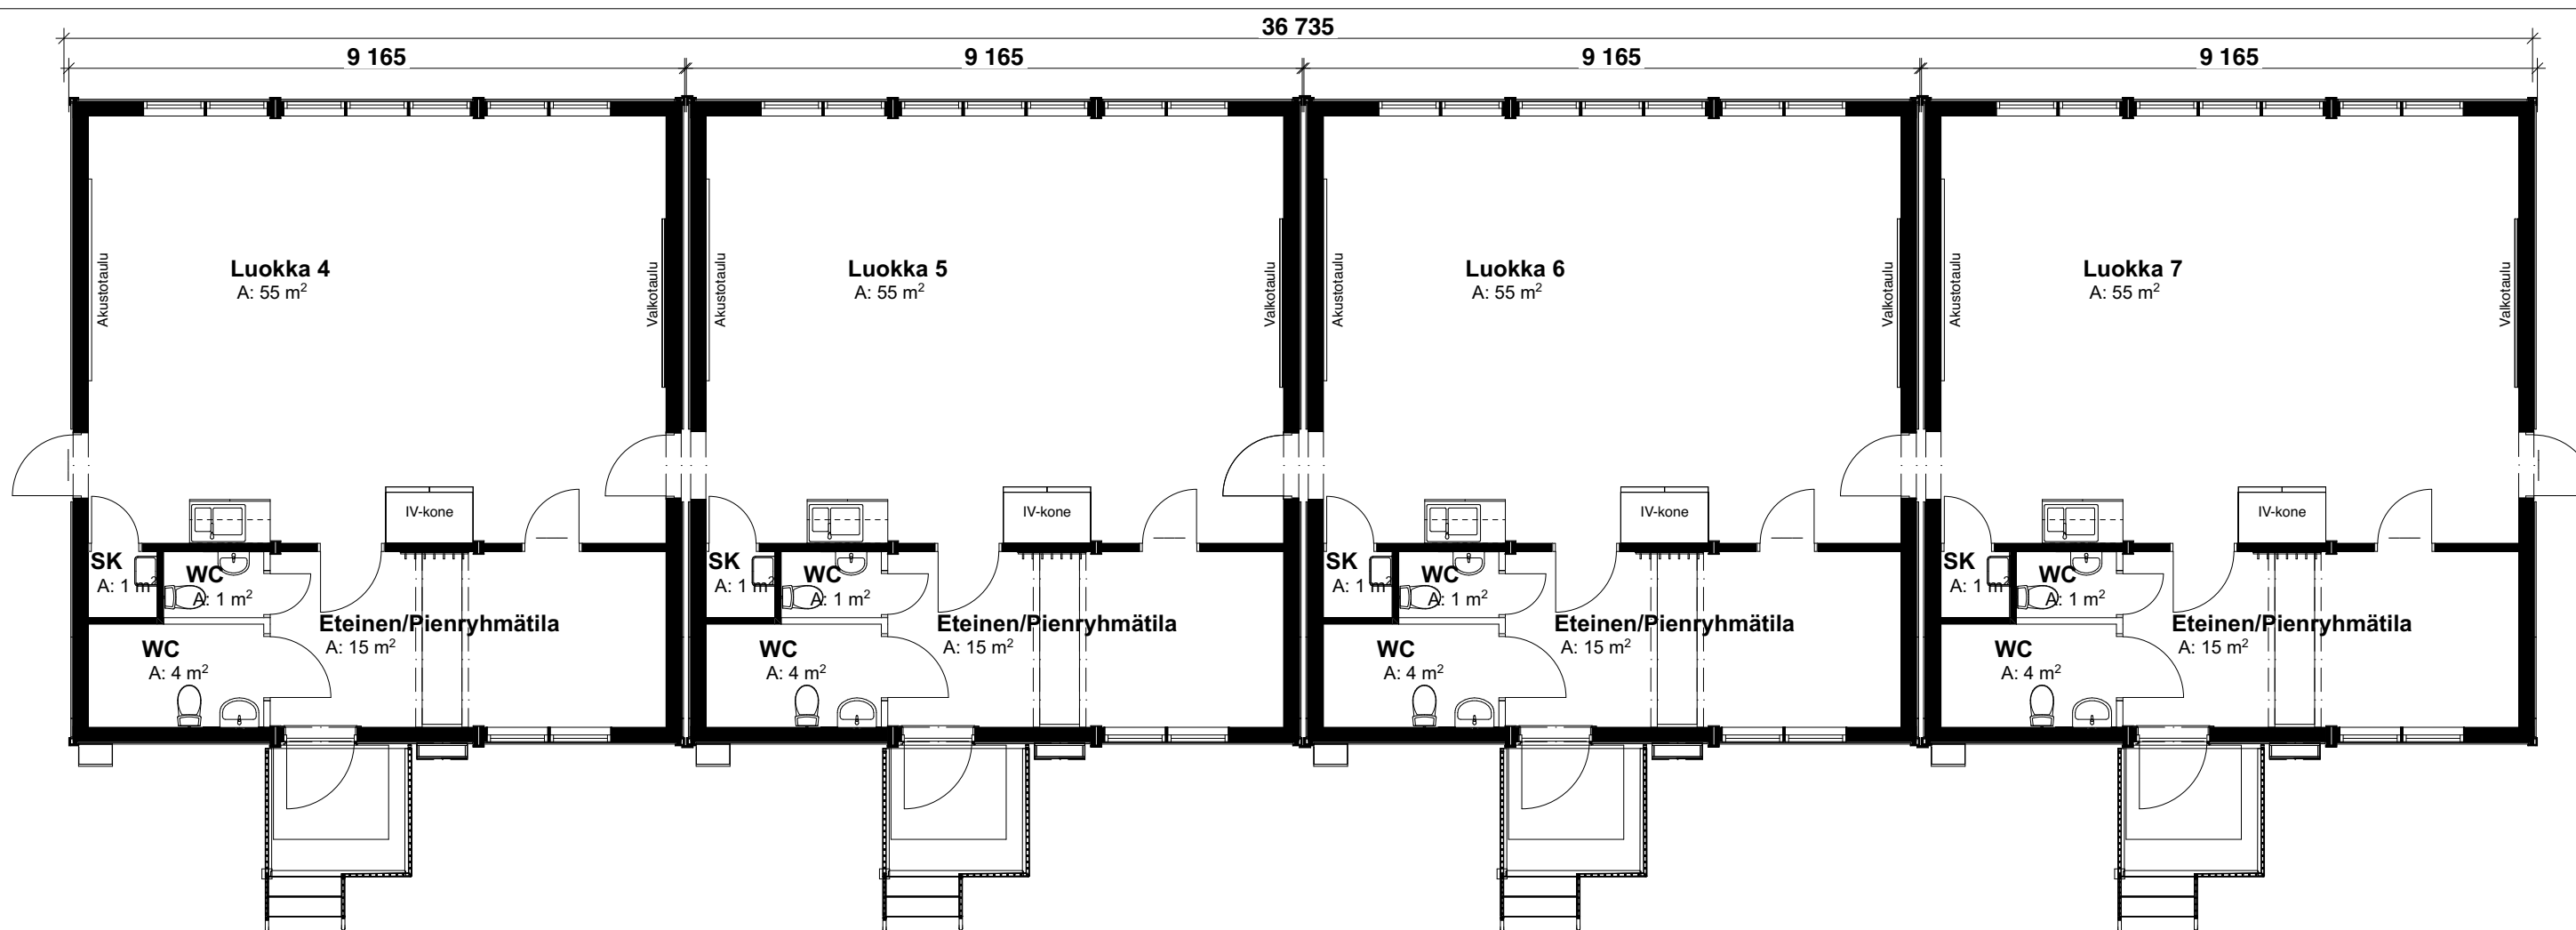 36 735
9 165 9 165 9 165 9 165
Akustotaulu
Luokka 4
A: 55 m²
Valkotaulu
Akustotaulu
Luokka 5
A: 55 m²
Valkotaulu
Akustotaulu
Luokka 6
A: 55 m²
Valkotaulu
Akustotaulu
Luokka 7
A: 55 m²
Valkotaulu
IV-kone
SK
A: 1 m²
WC
A: 1 m²
Eteinen/Pienryhmätila
A: 15 m²
WC
A: 4 m²
IV-kone
SK
A: 1 m²
WC
A: 1 m²
Eteinen/Pienryhmätila
A: 15 m²
WC
A: 4 m²
IV-kone
SK
A: 1 m²
WC
A: 1 m²
Eteinen/Pienryhmätila
A: 15 m²
WC
A: 4 m²
IV-kone
SK
A: 1 m²
WC
A: 1 m²
Eteinen/Pienryhmätila
A: 15 m²
WC
A: 4 m²